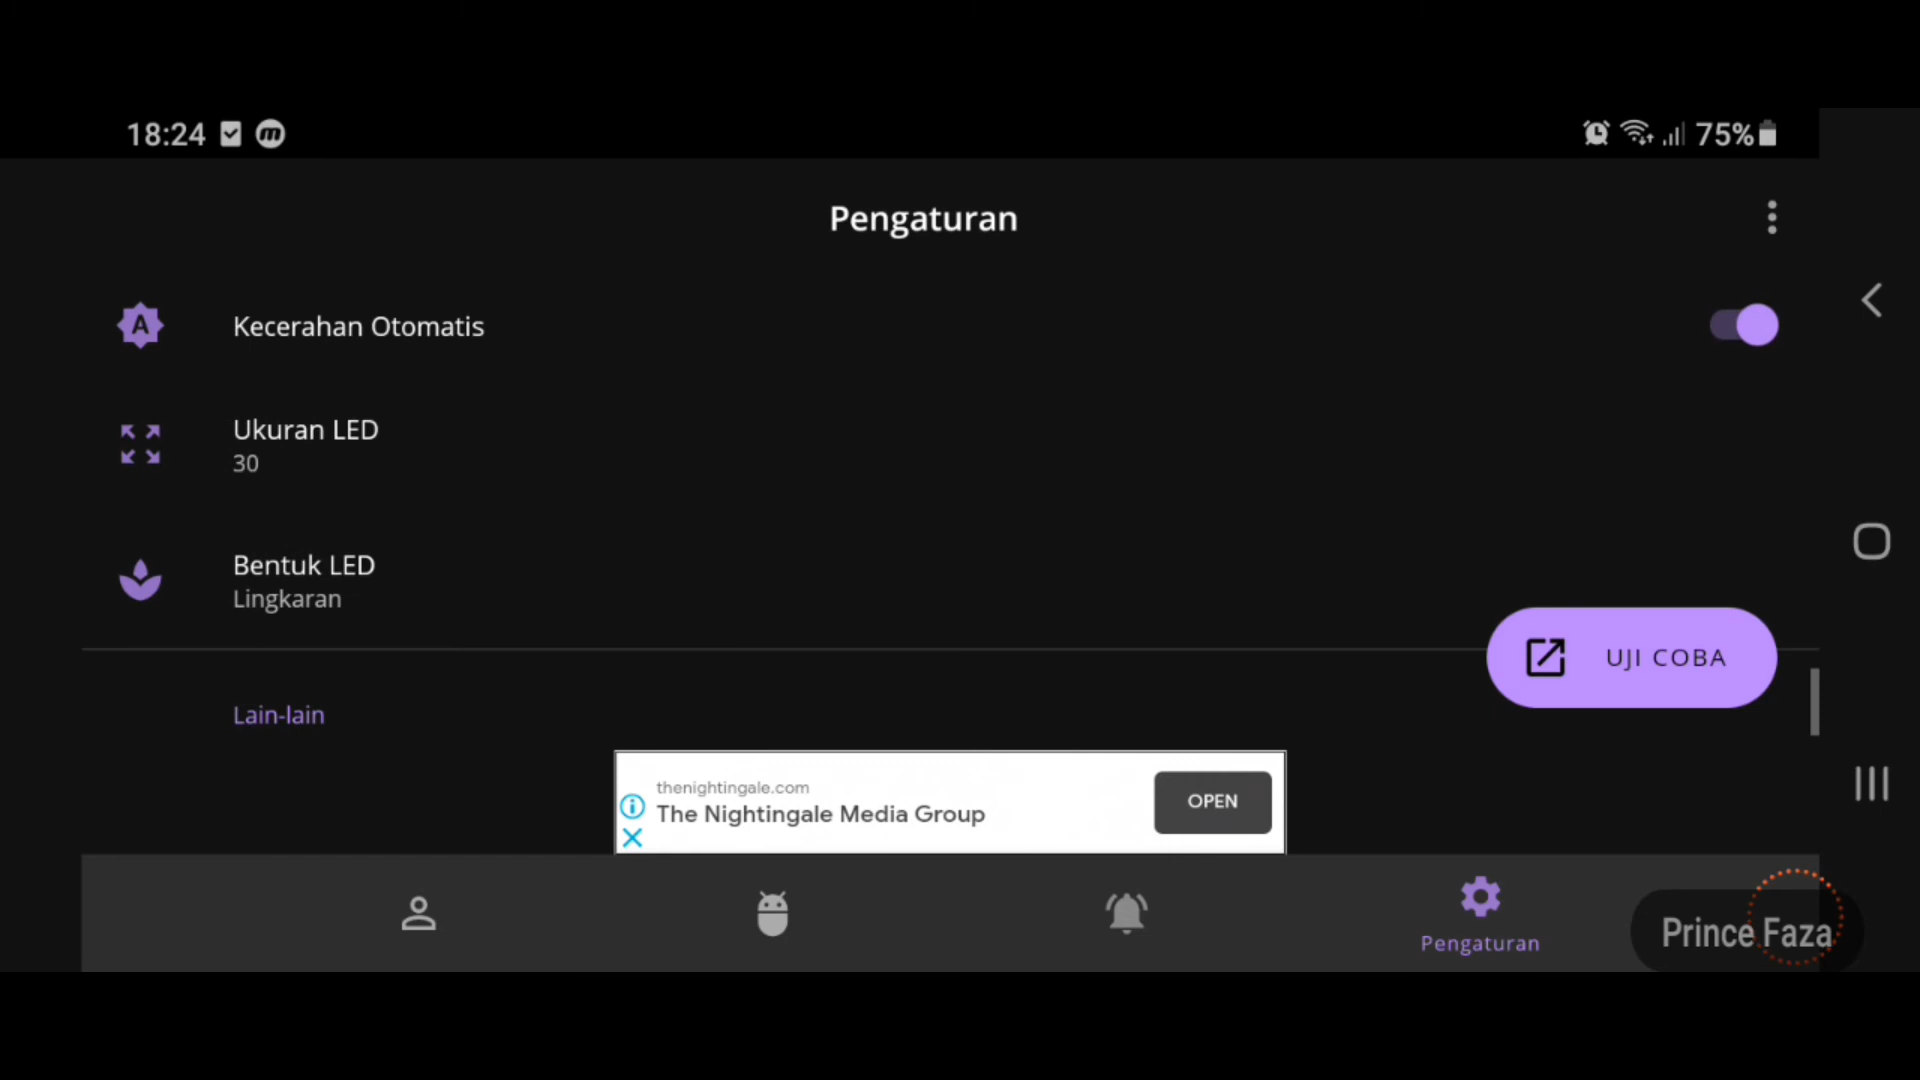 18:24
75%
Pengaturan
Kecerahan Otomatis
Ukuran LED
30
Bentuk LED
Lingkaran
UJI COBA
Lain-lain
thenightingale.com
The Nightingale Media Group
OPEN
Pengaturan
Prince Faza